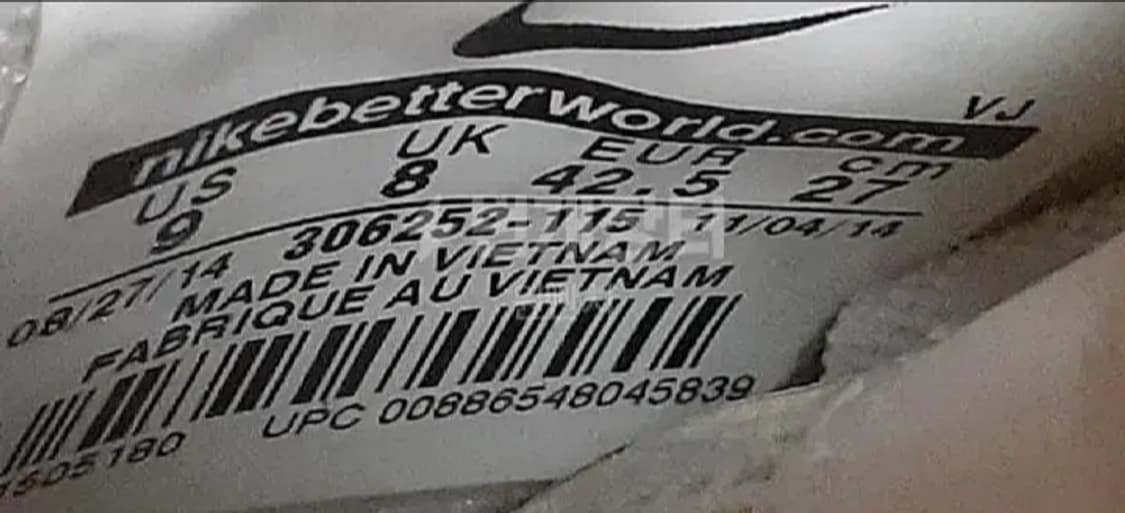 VJ
nikebetterworld.com
US UK EUR cm
9 8 42.5 27
08/27/14 306252-115 11/04/14
MADE IN VIETNAM
FABRIQUE AU VIETNAM
UPC 00886548045839
1505180